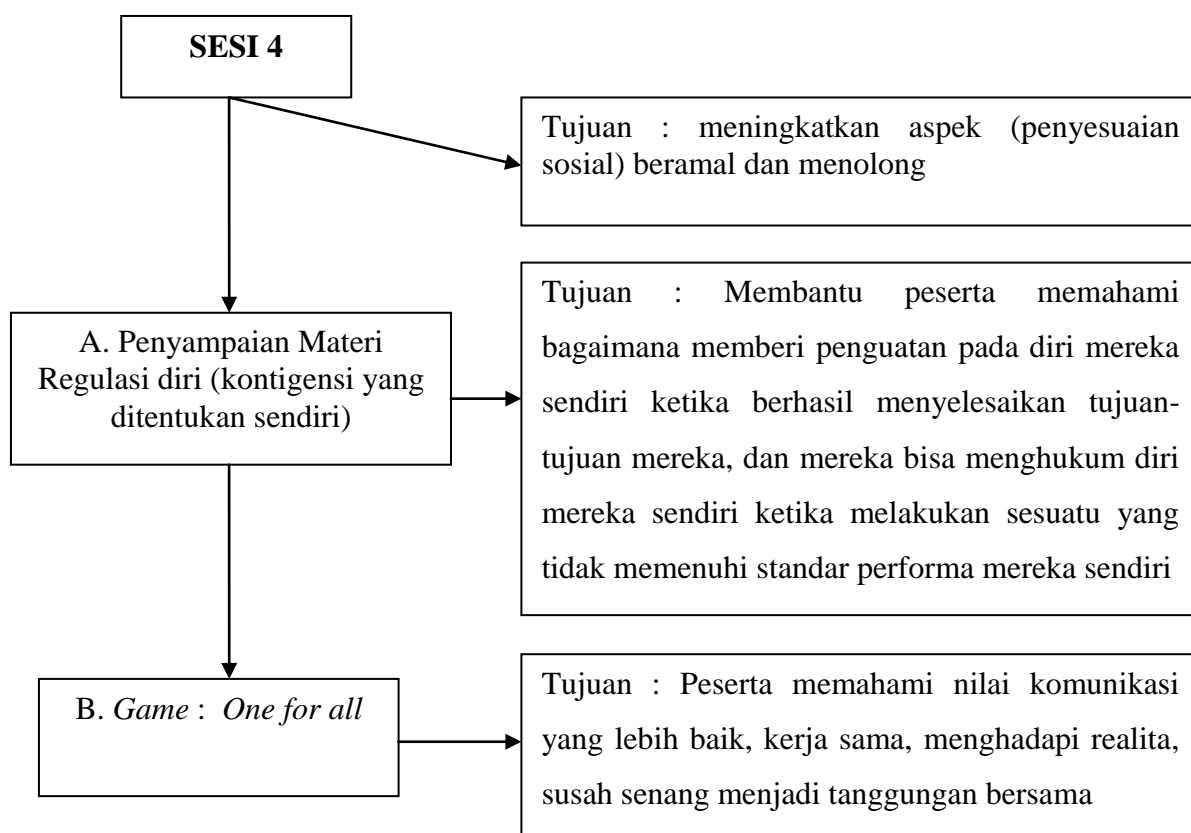 SESI 4
Tujuan : meningkatkan aspek (penyesuaian
sosial) beramal dan menolong
A. Penyampaian Materi
Regulasi diri (kontigensi yang
ditentukan sendiri)
Tujuan : Membantu peserta memahami
bagaimana memberi penguatan pada diri mereka
sendiri ketika berhasil menyelesaikan tujuan-
tujuan mereka, dan mereka bisa menghukum diri
mereka sendiri ketika melakukan sesuatu yang
tidak memenuhi standar performa mereka sendiri
B. Game : One for all
Tujuan : Peserta memahami nilai komunikasi
yang lebih baik, kerja sama, menghadapi realita,
susah senang menjadi tanggungan bersama